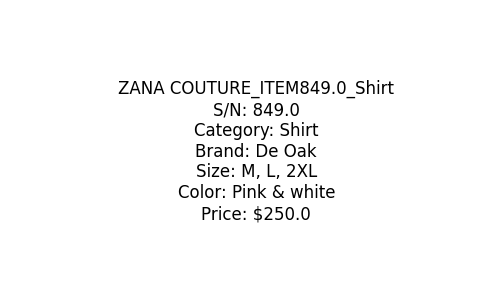 ZANA COUTURE_ITEM849.0_Shirt
S/N: 849.0
Category: Shirt
Brand: De Oak
Size: M, L, 2XL
Color: Pink & white
Price: $250.0